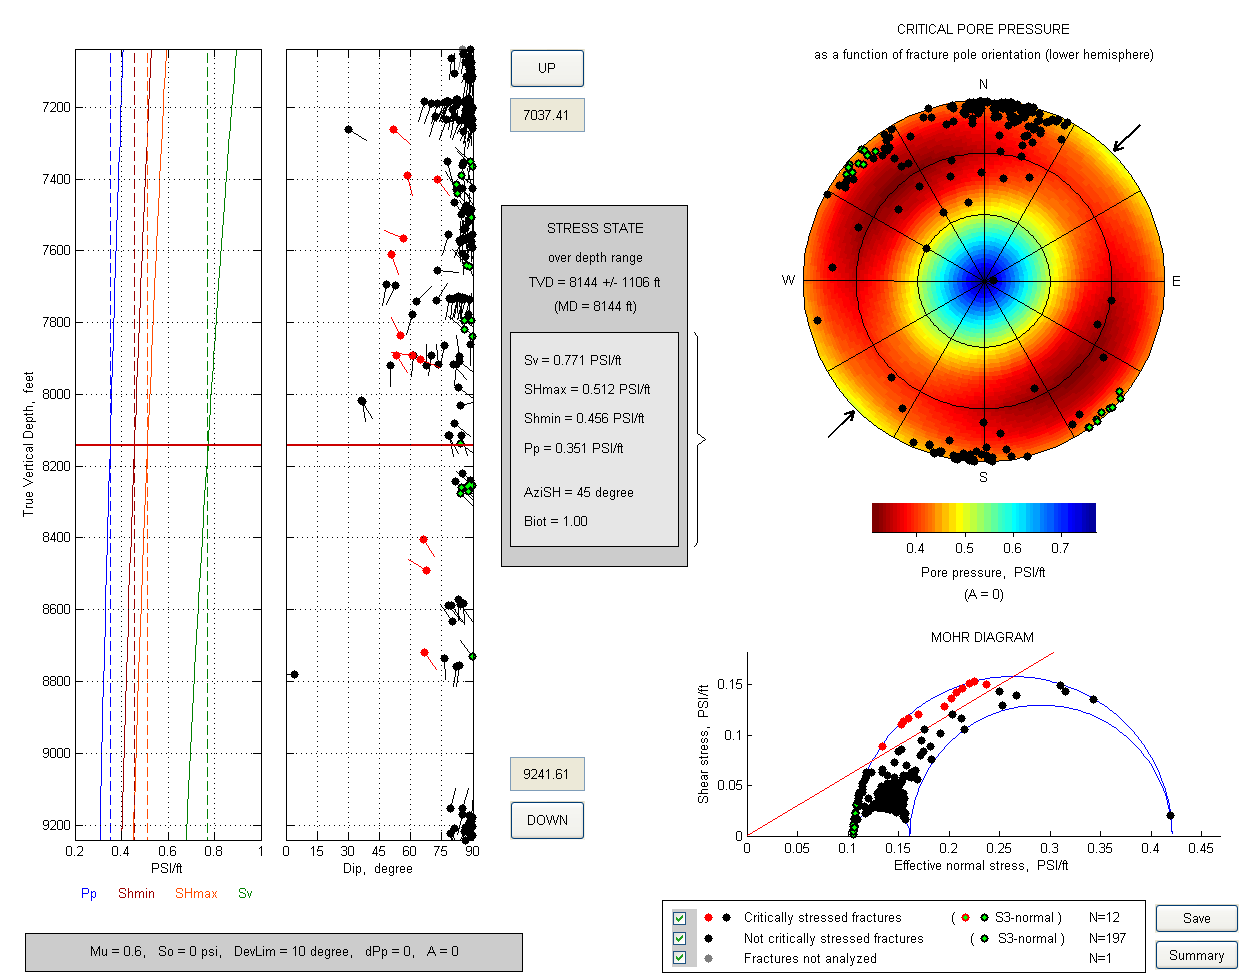 CRITICAL PORE PRESSURE
as a function of fracture pole orientation (lower hemisphere)
UP
7037.41
N
W
E
S
7200
7400
7600
7800
8000
8200
8400
8600
8800
9000
9200
True Vertical Depth, feet
0.2 0.4 0.6 0.8 1
PSI/ft
Pp Shmin SHmax Sv
0 15 30 45 60 75 90
Dip, degree
STRESS STATE
over depth range
TVD = 8144 +/- 1106 ft
(MD = 8144 ft)
Sv = 0.771 PSI/ft
SHmax = 0.512 PSI/ft
Shmin = 0.456 PSI/ft
Pp = 0.351 PSI/ft
AziSH = 45 degree
Biot = 1.00
0.4 0.5 0.6 0.7
Pore pressure, PSI/ft
(A = 0)
9241.61
DOWN
MOHR DIAGRAM
0.15
0.1
0.05
0
Shear stress, PSI/ft
0 0.05 0.1 0.15 0.2 0.25 0.3 0.35 0.4 0.45
Effective normal stress, PSI/ft
Critically stressed fractures ( S3-normal ) N=12
Not critically stressed fractures ( S3-normal ) N=197
Fractures not analyzed N=1
Save
Summary
Mu = 0.6, So = 0 psi, DevLim = 10 degree, dPp = 0, A = 0